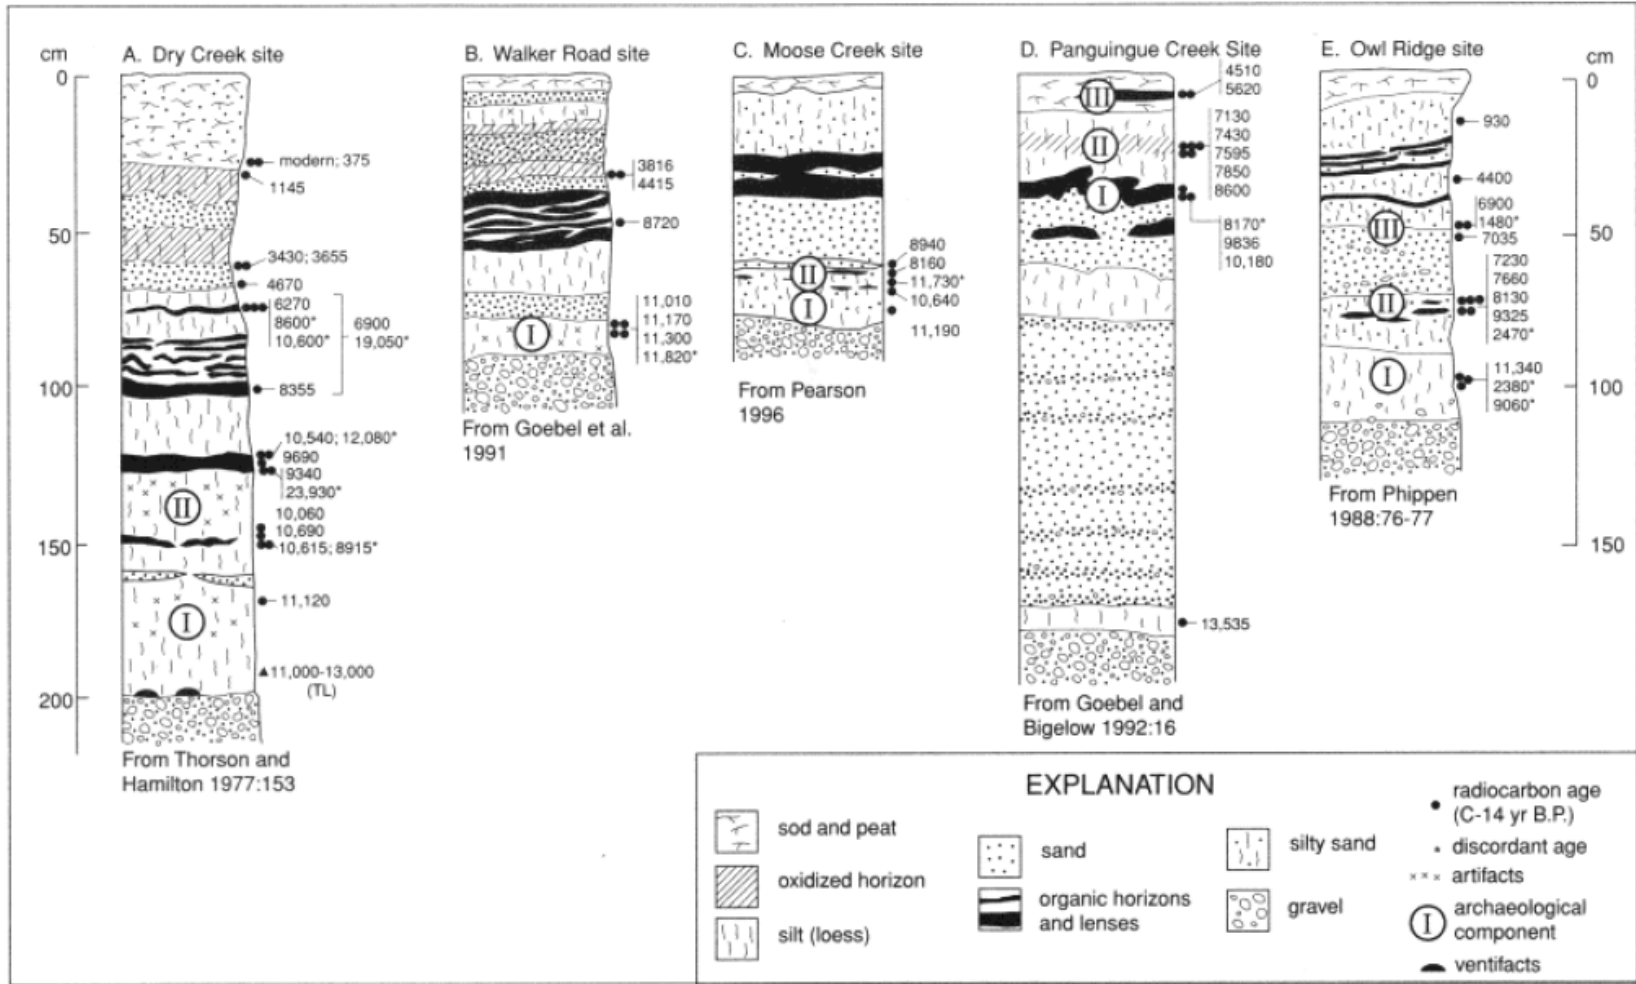 cm
0
50
100
150
200
A. Dry Creek site
modern; 375
1145
3430; 3655
4670
6270
8600*
10,600*
6900
19,050*
8355
10,540; 12,080*
9690
9340
23,930*
10,060
10,690
10,615; 8915*
11,120
11,000-13,000
(TL)
II
I
From Thorson and
Hamilton 1977:153
B. Walker Road site
3816
4415
8720
11,010
11,170
11,300
11,820*
I
From Goebel et al.
1991
C. Moose Creek site
8940
8160
11,730*
10,640
11,190
II
I
From Pearson
1996
D. Panguingue Creek Site
4510
5620
7130
7430
7595
7850
8600
8170*
9836
10,180
13,535
III
II
I
From Goebel and
Bigelow 1992:16
E. Owl Ridge site
930
4400
6900
1480*
7035
7230
7660
8130
9325
2470*
11,340
2380*
9060*
III
II
I
From Phippen
1988:76-77
cm
0
50
100
150
EXPLANATION
sod and peat
oxidized horizon
silt (loess)
sand
organic horizons
and lenses
silty sand
gravel
radiocarbon age
(C-14 yr B.P.)
* discordant age
× × × artifacts
I
archaeological
component
ventifacts